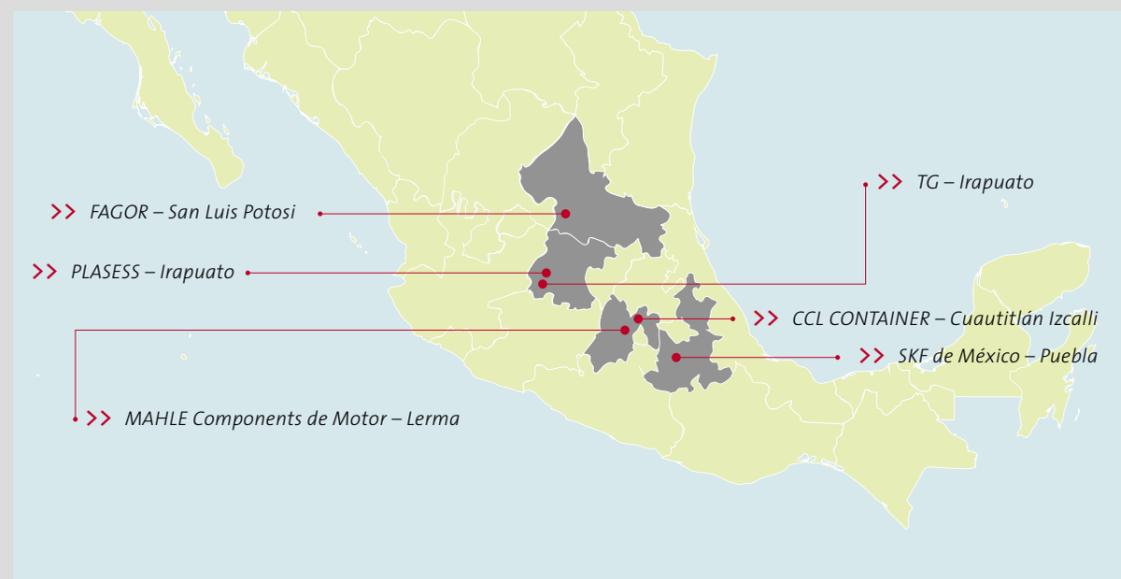 >> TG – Irapuato
>> FAGOR – San Luis Potosi
>> PLASESS – Irapuato
>> CCL CONTAINER – Cuautitlán Izcalli
>> SKF de México – Puebla
>> MAHLE Components de Motor – Lerma